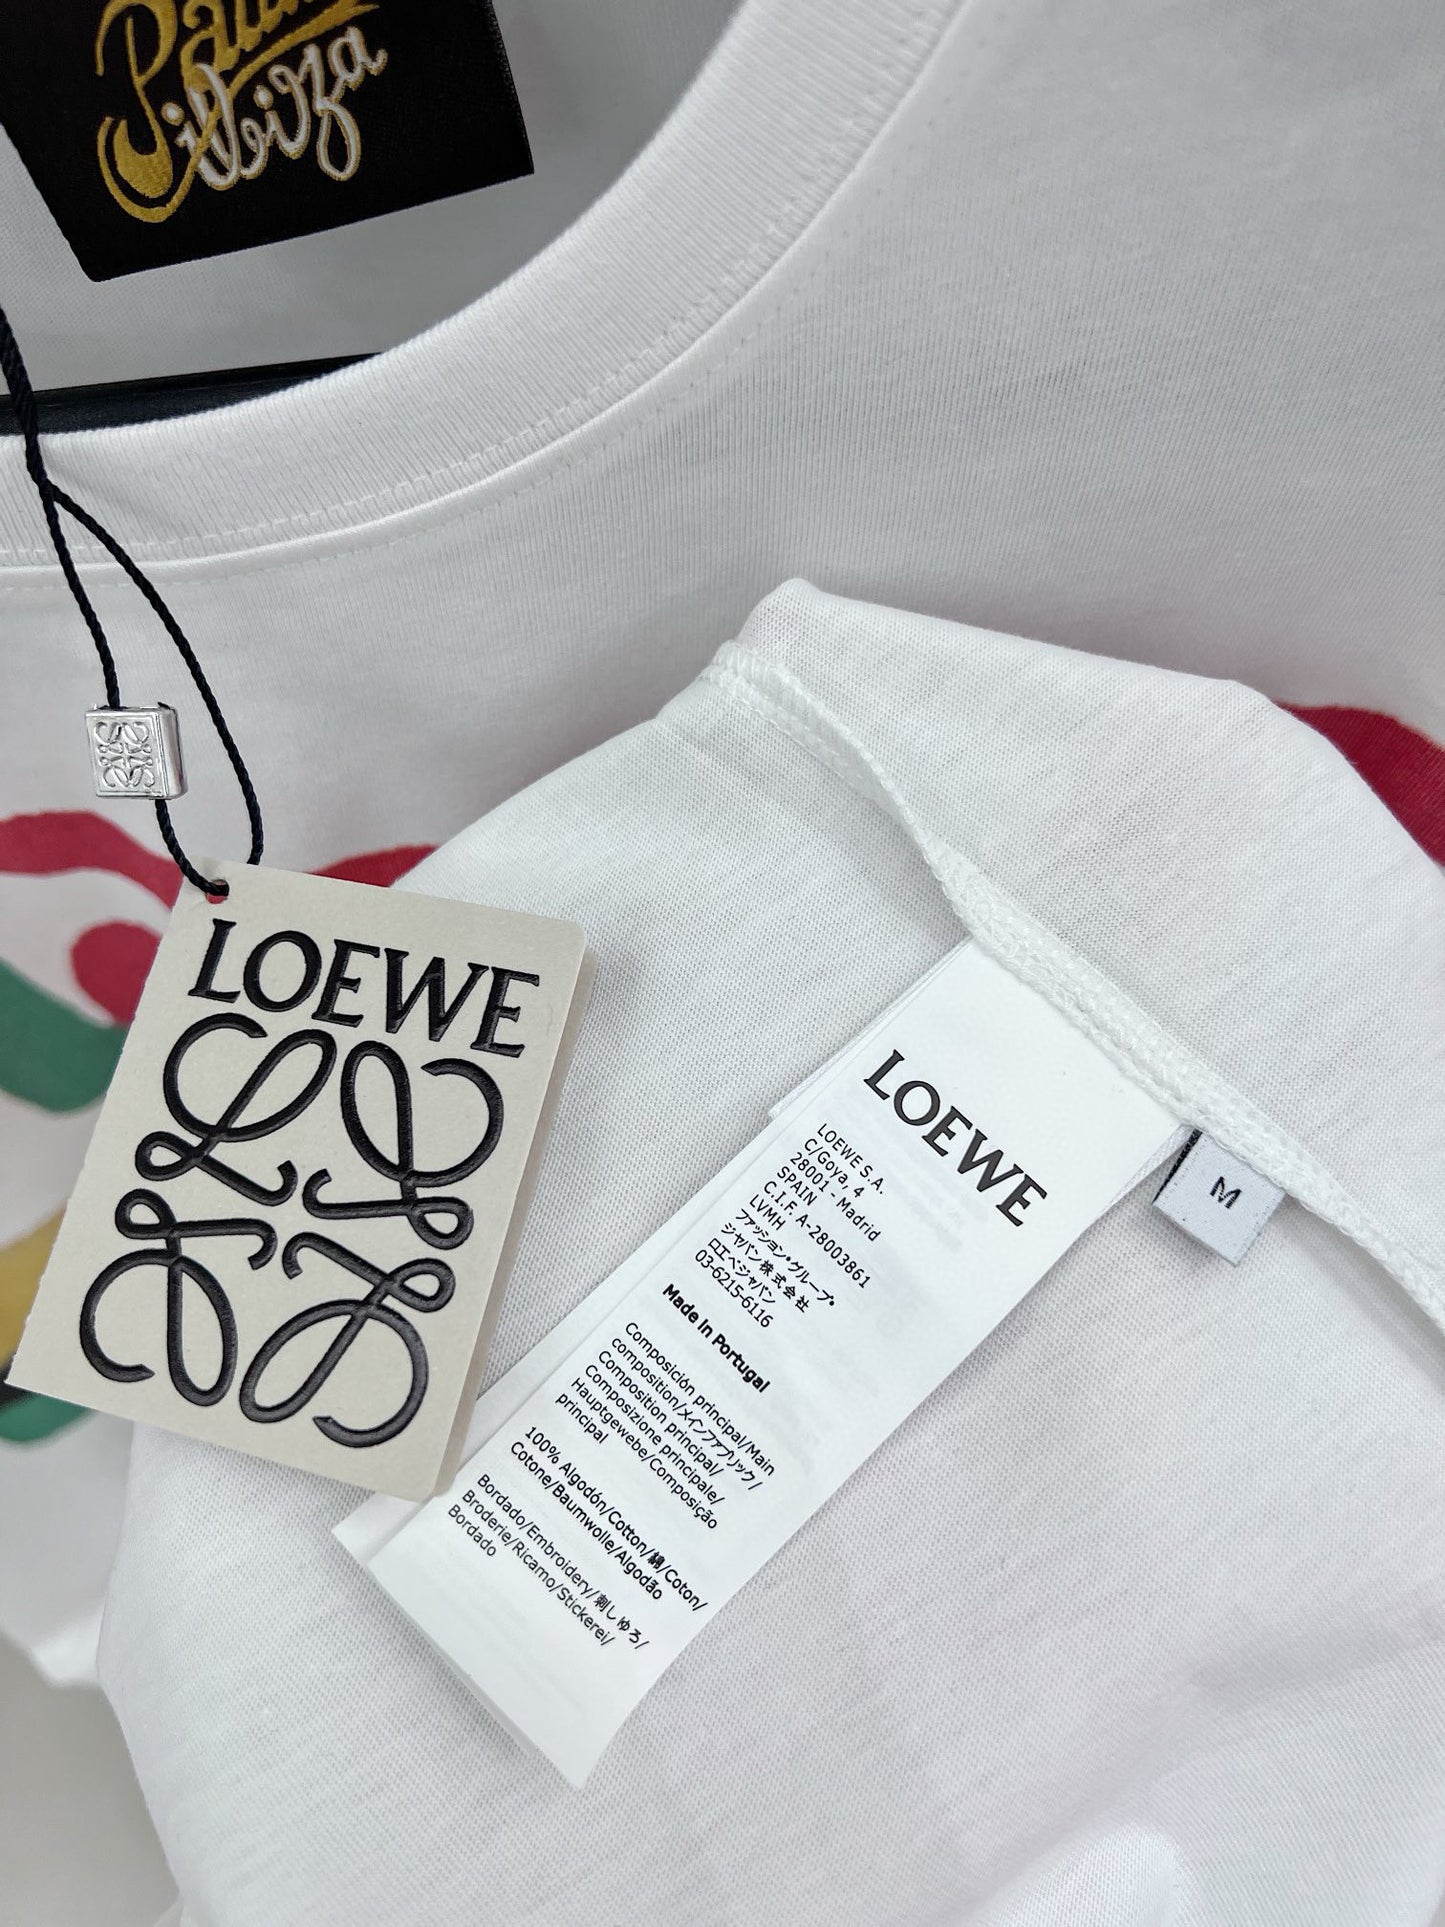 ibiza
LOEWE
LOEWE
LOEWE S.A.
C/Goya, 4
28001 - Madrid
SPAIN
C.I.F. A-28003861
LVMH
ファッション•グループ•
ジャパン株式会社
ロエベジャパン
03-6215-6116
Made in Portugal
Composición principal/Main
composition/メインファブリック/
Composition principal/
Composizione principale/
Hauptgewebe/Composição
principal
100% Algodón/Cotton/綿/Coton/
Cotone/Baumwolle/Algodão
Bordado/Embroidery/刺しゅう/
Broderie/Ricamo/Stickerei/
Bordado
M